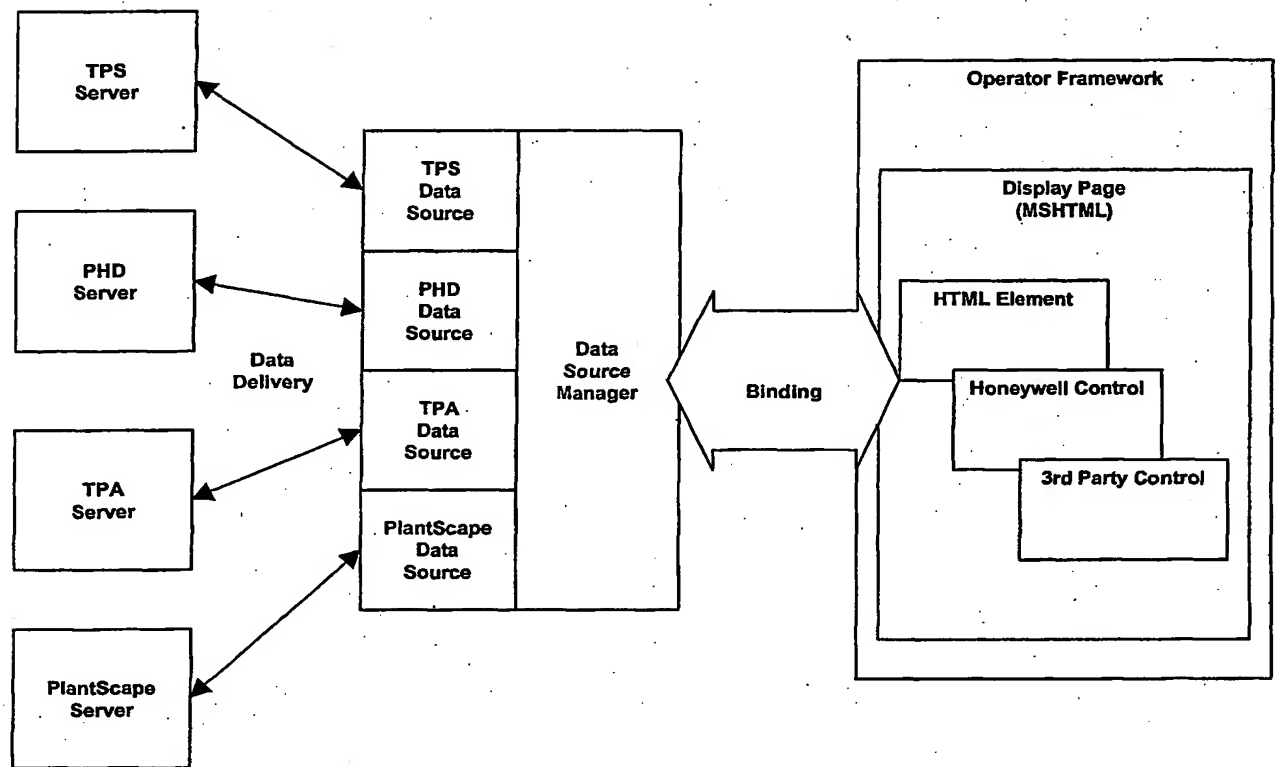 TPS
Server
PHD
Server
Data
Delivery
TPA
Server
PlantScape
Server
TPS
Data
Source
PHD
Data
Source
TPA
Data
Source
PlantScape
Data
Source
Data
Source
Manager
Binding
Operator Framework
Display Page
(MSHTML)
HTML Element
Honeywell Control
3rd Party Control